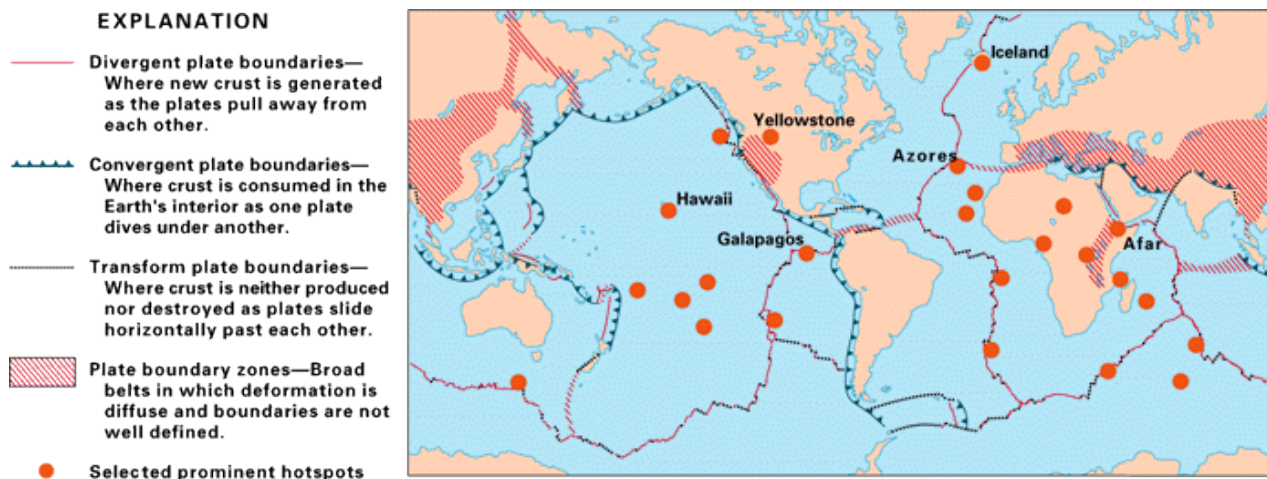 EXPLANATION
Divergent plate boundaries—
Where new crust is generated
as the plates pull away from
each other.
Convergent plate boundaries—
Where crust is consumed in the
Earth's interior as one plate
dives under another.
Transform plate boundaries—
Where crust is neither produced
nor destroyed as plates slide
horizontally past each other.
Plate boundary zones—Broad
belts in which deformation is
diffuse and boundaries are not
well defined.
Selected prominent hotspots
Iceland
Yellowstone
Azores
Hawaii
Galapagos
Afar